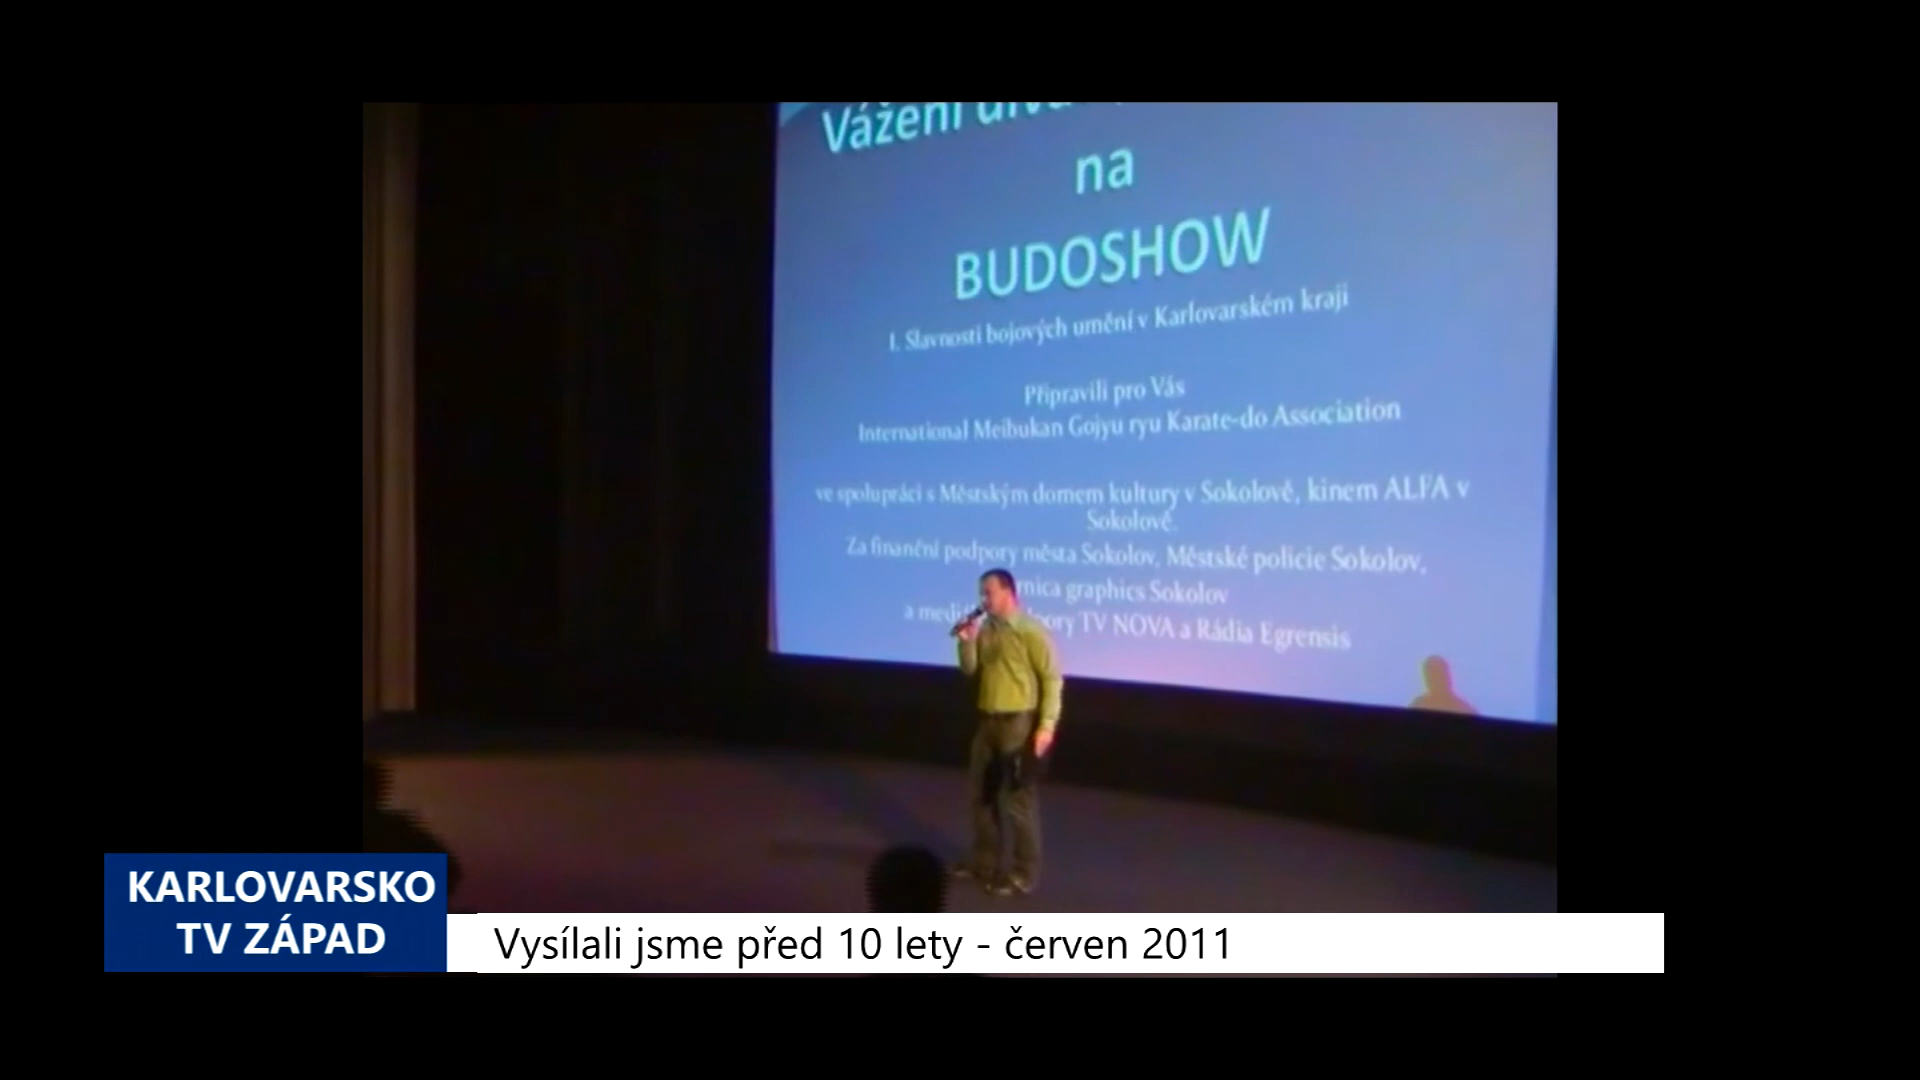 Vážení
na
BUDOSHOW
I. Slavnosti bojových umění v Karlovarském kraji
Připravili pro Vás
International Meibukan Gojyu ryu Karate-do Association
ve spolupráci s Městským domem kultury v Sokolově, kinem ALFA v
Sokolově.
Za finanční podpory města Sokolov, Městské policie Sokolov,
graphics Sokolov
a TV NOVA a Rádia Egrensis
KARLOVARSKO
TV ZÁPAD
Vysílali jsme před 10 lety - červen 2011